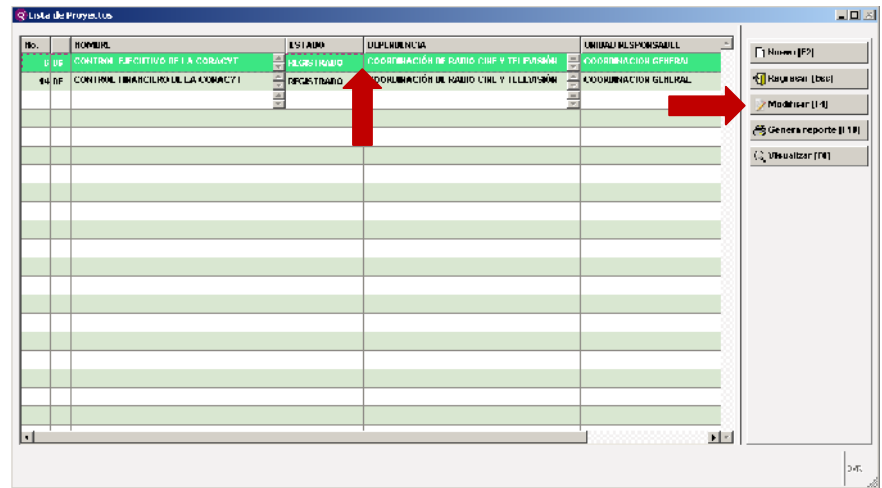 Lista de Proyectos
No. NOMBRE ESTADO DEPENDENCIA UNIDAD RESPONSABLE
CONTROL EJECUTIVO DE LA CORACYT REGISTRADO COORDINACIÓN DE RADIO CINE Y TELEVISIÓN COORDINACION GENERAL
14 CONTROL FINANCIERO DE LA CORACYT REGISTRADO COORDINACIÓN DE RADIO CINE Y TELEVISIÓN COORDINACION GENERAL
Nuevo [F2]
Regresar [Esc]
Modificar [F4]
Genera reporte [F10]
Visualizar
OVR